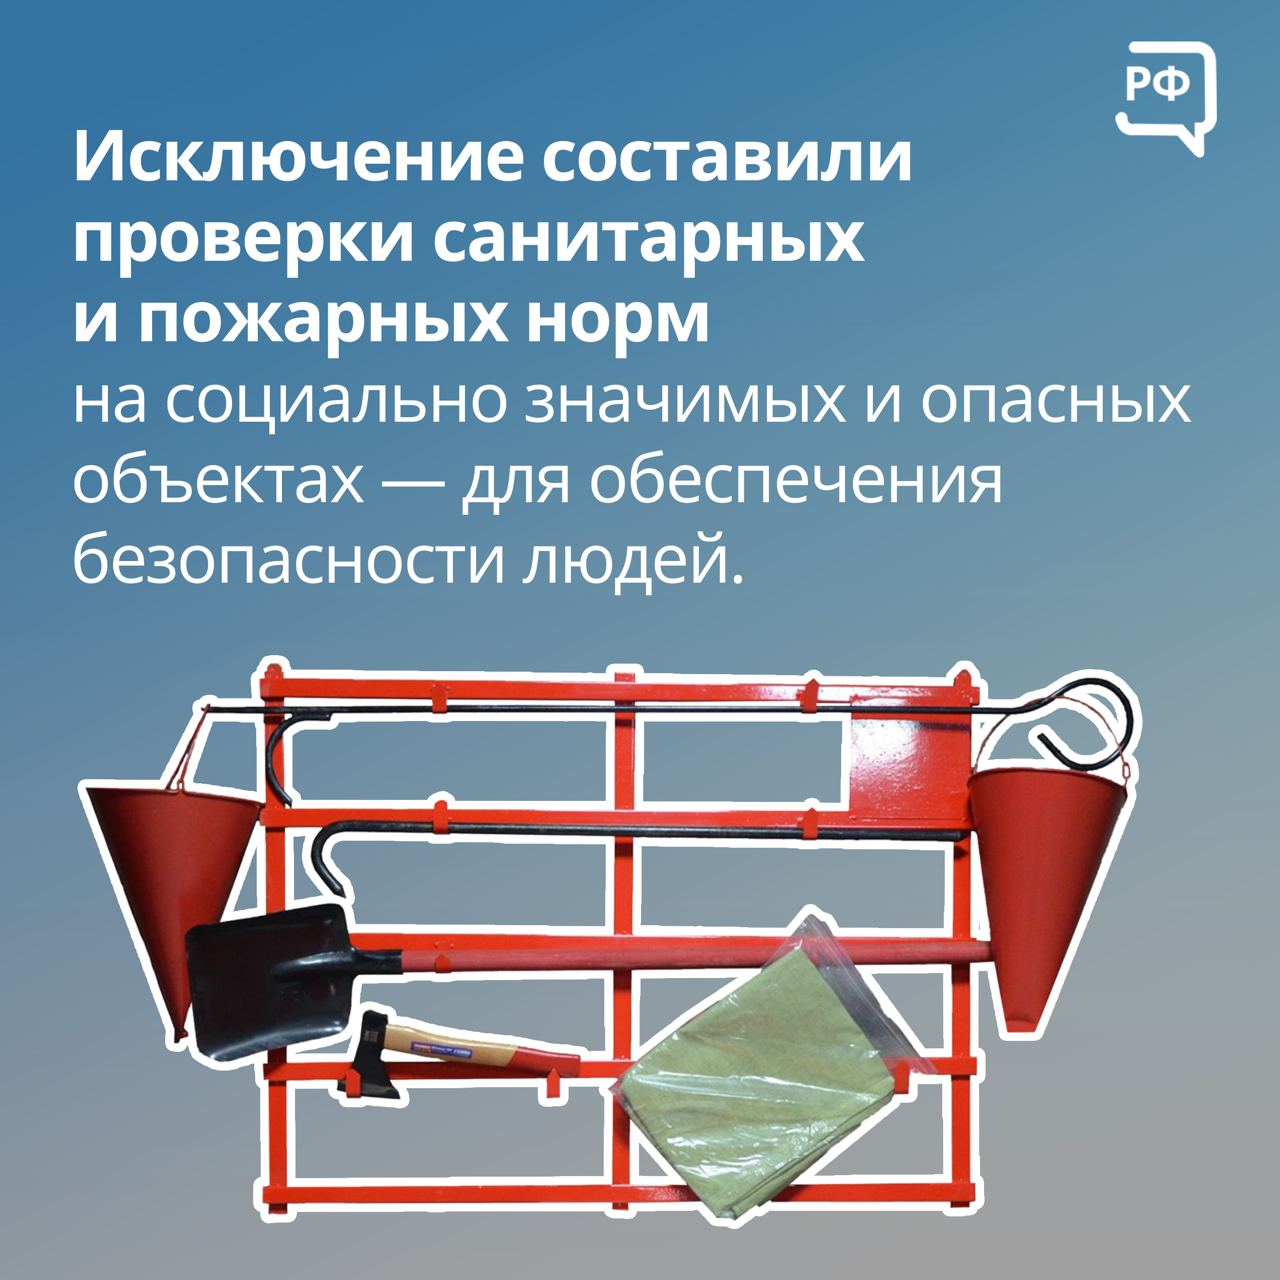 РФ
Исключение составили
проверки санитарных
и пожарных норм
на социально значимых и опасных
объектах — для обеспечения
безопасности людей.